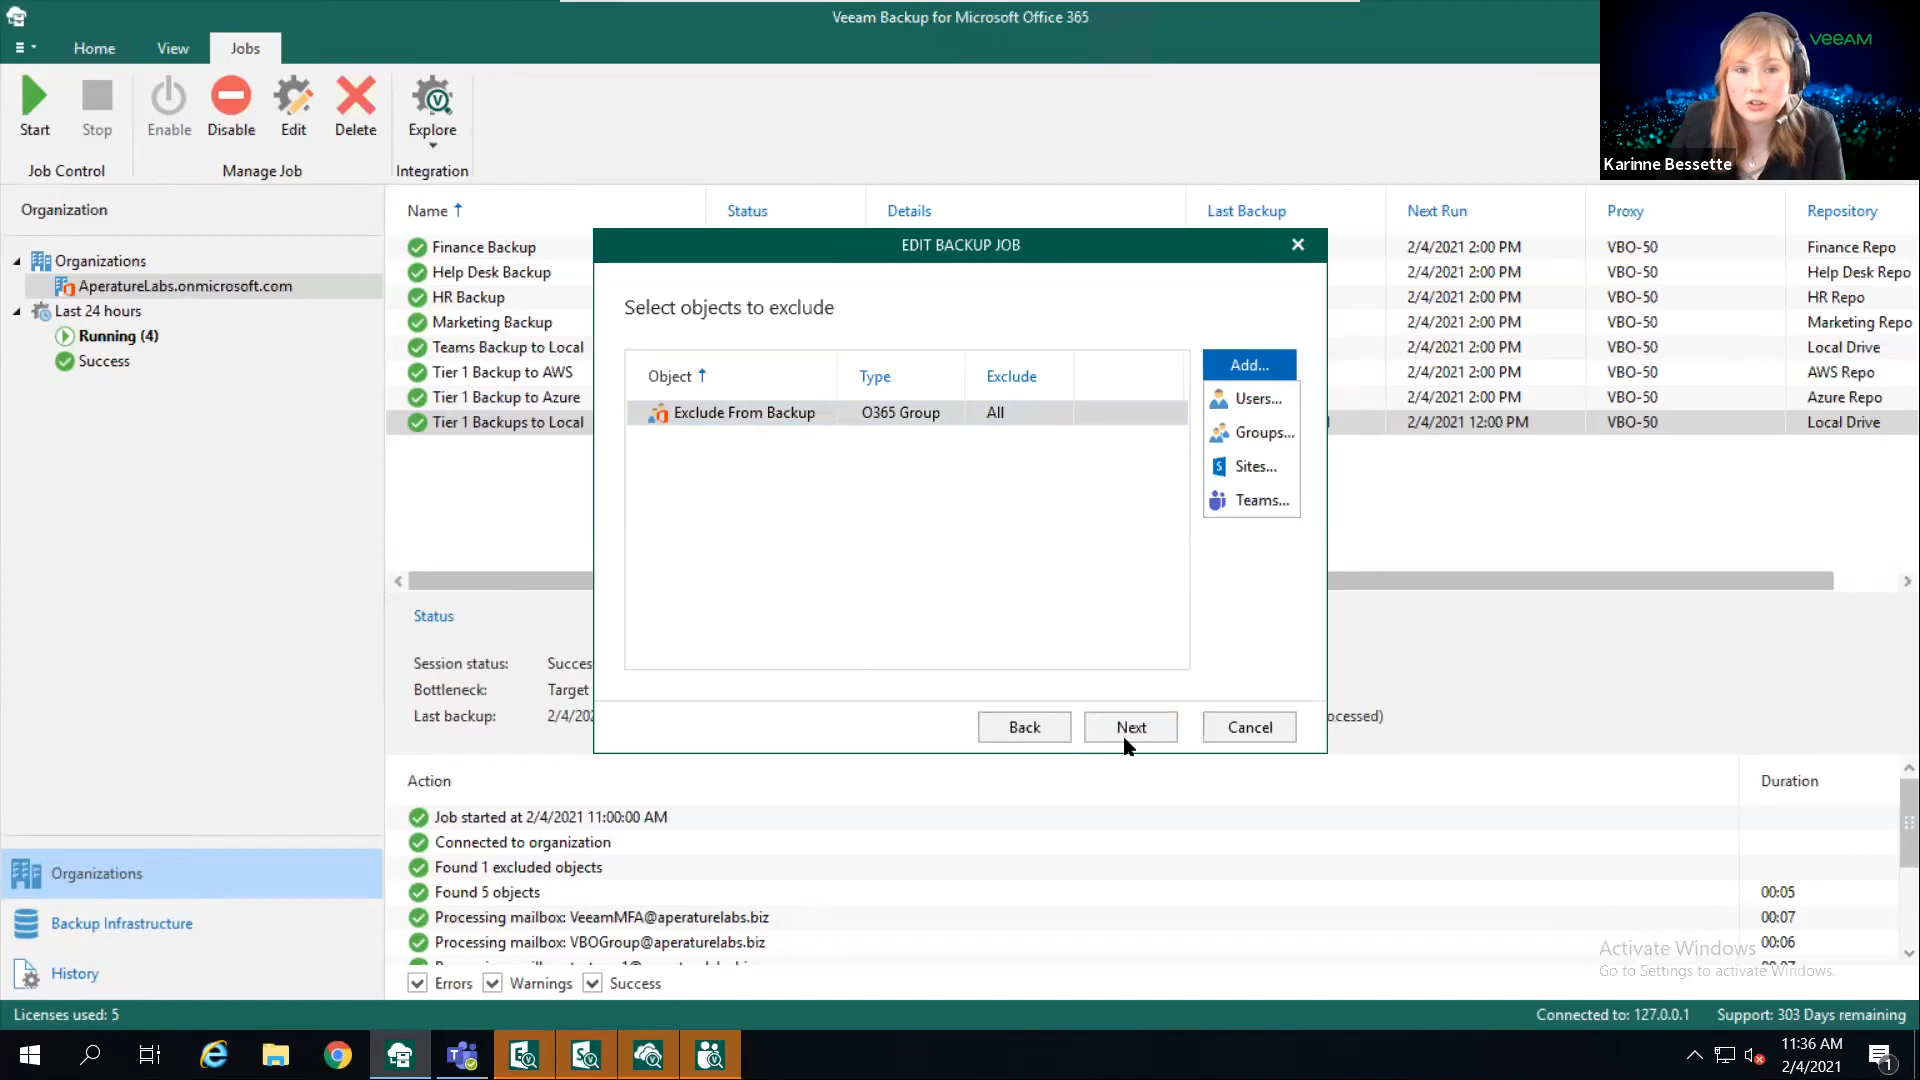 Veeam Backup for Microsoft Office 365
Home View Jobs
Start Stop Enable Disable Edit Delete Explore
Job Control Manage Job Integration
veeam
Karinne Bessette
Organization
Organizations
AperatureLabs.onmicrosoft.com
Last 24 hours
Running (4)
Success
Name Status Details Last Backup Next Run Proxy Repository
Finance Backup 2/4/2021 2:00 PM VBO-50 Finance Repo
Help Desk Backup 2/4/2021 2:00 PM VBO-50 Help Desk Repo
HR Backup 2/4/2021 2:00 PM VBO-50 HR Repo
Marketing Backup 2/4/2021 2:00 PM VBO-50 Marketing Repo
Teams Backup to Local 2/4/2021 2:00 PM VBO-50 Local Drive
Tier 1 Backup to AWS 2/4/2021 2:00 PM VBO-50 AWS Repo
Tier 1 Backup to Azure 2/4/2021 2:00 PM VBO-50 Azure Repo
Tier 1 Backups to Local 2/4/2021 12:00 PM VBO-50 Local Drive
EDIT BACKUP JOB
Select objects to exclude
Object Type Exclude
Exclude From Backup O365 Group All
Add...
Users...
Groups...
Sites...
Teams...
Back Next Cancel
Status
Session status: Succes
Bottleneck: Target
Last backup: 2/4/202 ocessed)
Action Duration
Job started at 2/4/2021 11:00:00 AM
Connected to organization
Found 1 excluded objects
Found 5 objects 00:05
Processing mailbox: VeeamMFA@aperaturelabs.biz 00:07
Processing mailbox: VBOGroup@aperaturelabs.biz 00:06
Errors Warnings Success
Organizations
Backup Infrastructure
History
Activate Windows
Go to Settings to activate Windows.
Licenses used: 5
Connected to: 127.0.0.1 Support: 303 Days remaining
11:36 AM
2/4/2021
1